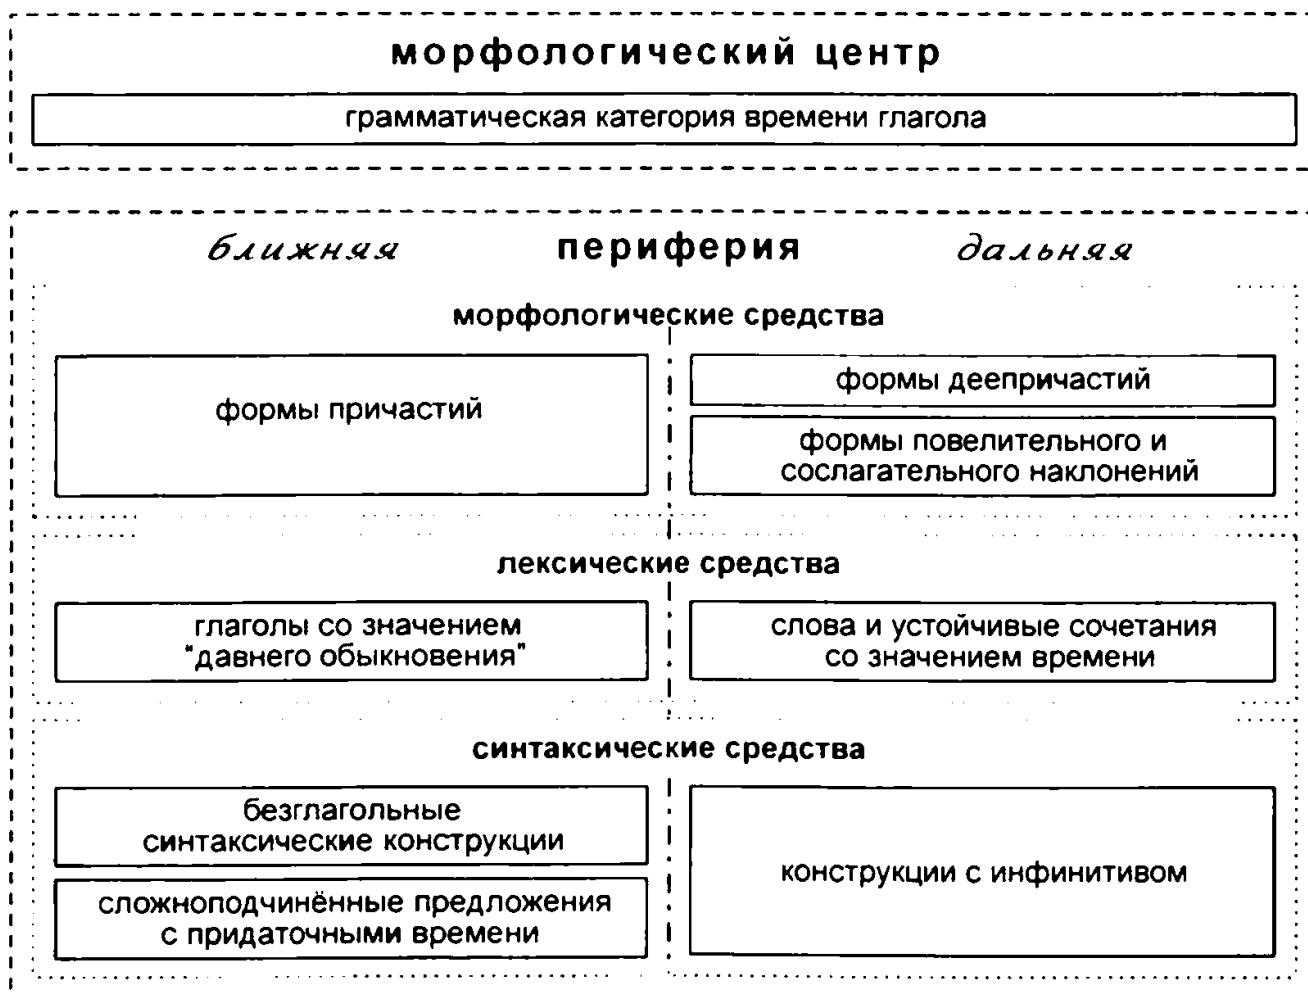 морфологический центр
грамматическая категория времени глагола
ближняя периферия дальняя
морфологические средства
формы причастий
формы деепричастий
формы повелительного и
сослагательного наклонений
лексические средства
глаголы со значением
"давнего обыкновения"
слова и устойчивые сочетания
со значением времени
синтаксические средства
безглагольные
синтаксические конструкции
сложноподчинённые предложения
с придаточными времени
конструкции с инфинитивом